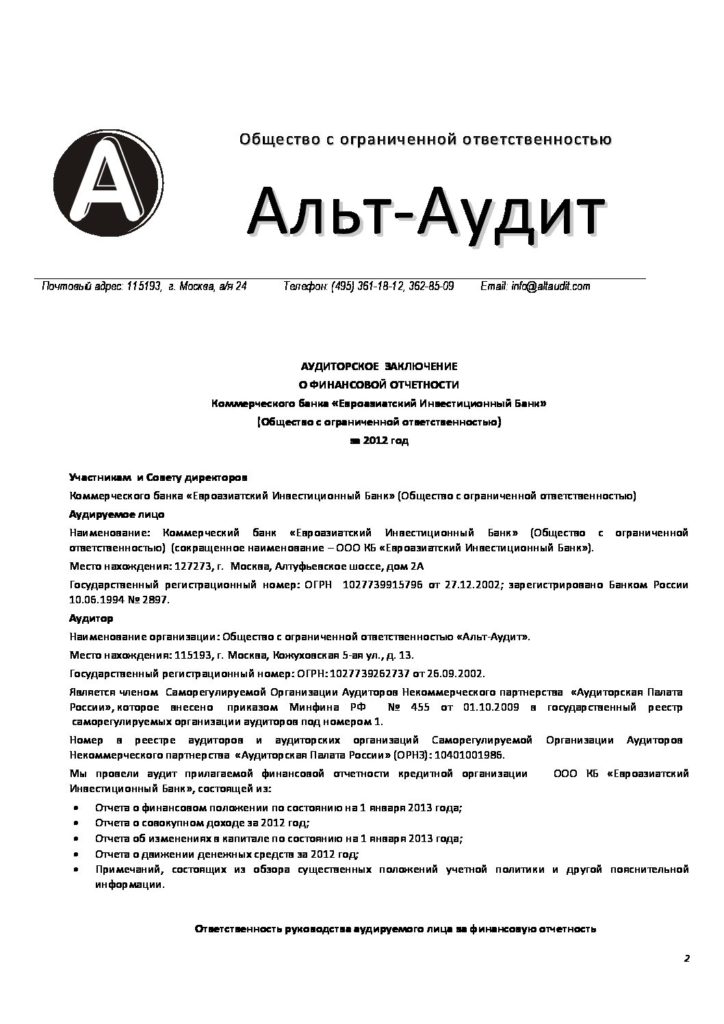 А
Общество с ограниченной ответственностью
Альт-Аудит
Почтовый адрес: 115193, г. Москва, а/я 24 Телефон: (495) 361-18-12, 362-85-09 Email: info@altaudit.com
АУДИТОРСКОЕ ЗАКЛЮЧЕНИЕ
О ФИНАНСОВОЙ ОТЧЕТНОСТИ
Коммерческого банка «Евроазиатский Инвестиционный Банк»
(Общество с ограниченной ответственностью)
за 2012 год
Участникам и Совету директоров
Коммерческого банка «Евроазиатский Инвестиционный Банк» (Общество с ограниченной ответственностью)
Аудируемое лицо
Наименование: Коммерческий банк «Евроазиатский Инвестиционный Банк» (Общество с ограниченной
ответственностью) (сокращенное наименование – ООО КБ «Евроазиатский Инвестиционный Банк»).
Место нахождения: 127273, г. Москва, Алтуфьевское шоссе, дом 2А
Государственный регистрационный номер: ОГРН 1027739915796 от 27.12.2002; зарегистрировано Банком России
10.06.1994 № 2897.
Аудитор
Наименование организации: Общество с ограниченной ответственностью «Альт-Аудит».
Место нахождения: 115193, г. Москва, Кожуховская 5-ая ул., д. 13.
Государственный регистрационный номер: ОГРН: 1027739262737 от 26.09.2002.
Является членом Саморегулируемой Организации Аудиторов Некоммерческого партнерства «Аудиторская Палата
России», которое внесено приказом Минфина РФ № 455 от 01.10.2009 в государственный реестр
саморегулируемых организации аудиторов под номером 1.
Номер в реестре аудиторов и аудиторских организаций Саморегулируемой Организации Аудиторов
Некоммерческого партнерства «Аудиторская Палата России» (ОРНЗ): 10401001986.
Мы провели аудит прилагаемой финансовой отчетности кредитной организации ООО КБ «Евроазиатский
Инвестиционный Банк», состоящей из:
• Отчета о финансовом положении по состоянию на 1 января 2013 года;
• Отчета о совокупном доходе за 2012 год;
• Отчета об изменениях в капитале по состоянию на 1 января 2013 года;
• Отчета о движении денежных средств за 2012 год;
• Примечаний, состоящих из обзора существенных положений учетной политики и другой пояснительной
информации.
Ответственность руководства аудируемого лица за финансовую отчетность
2